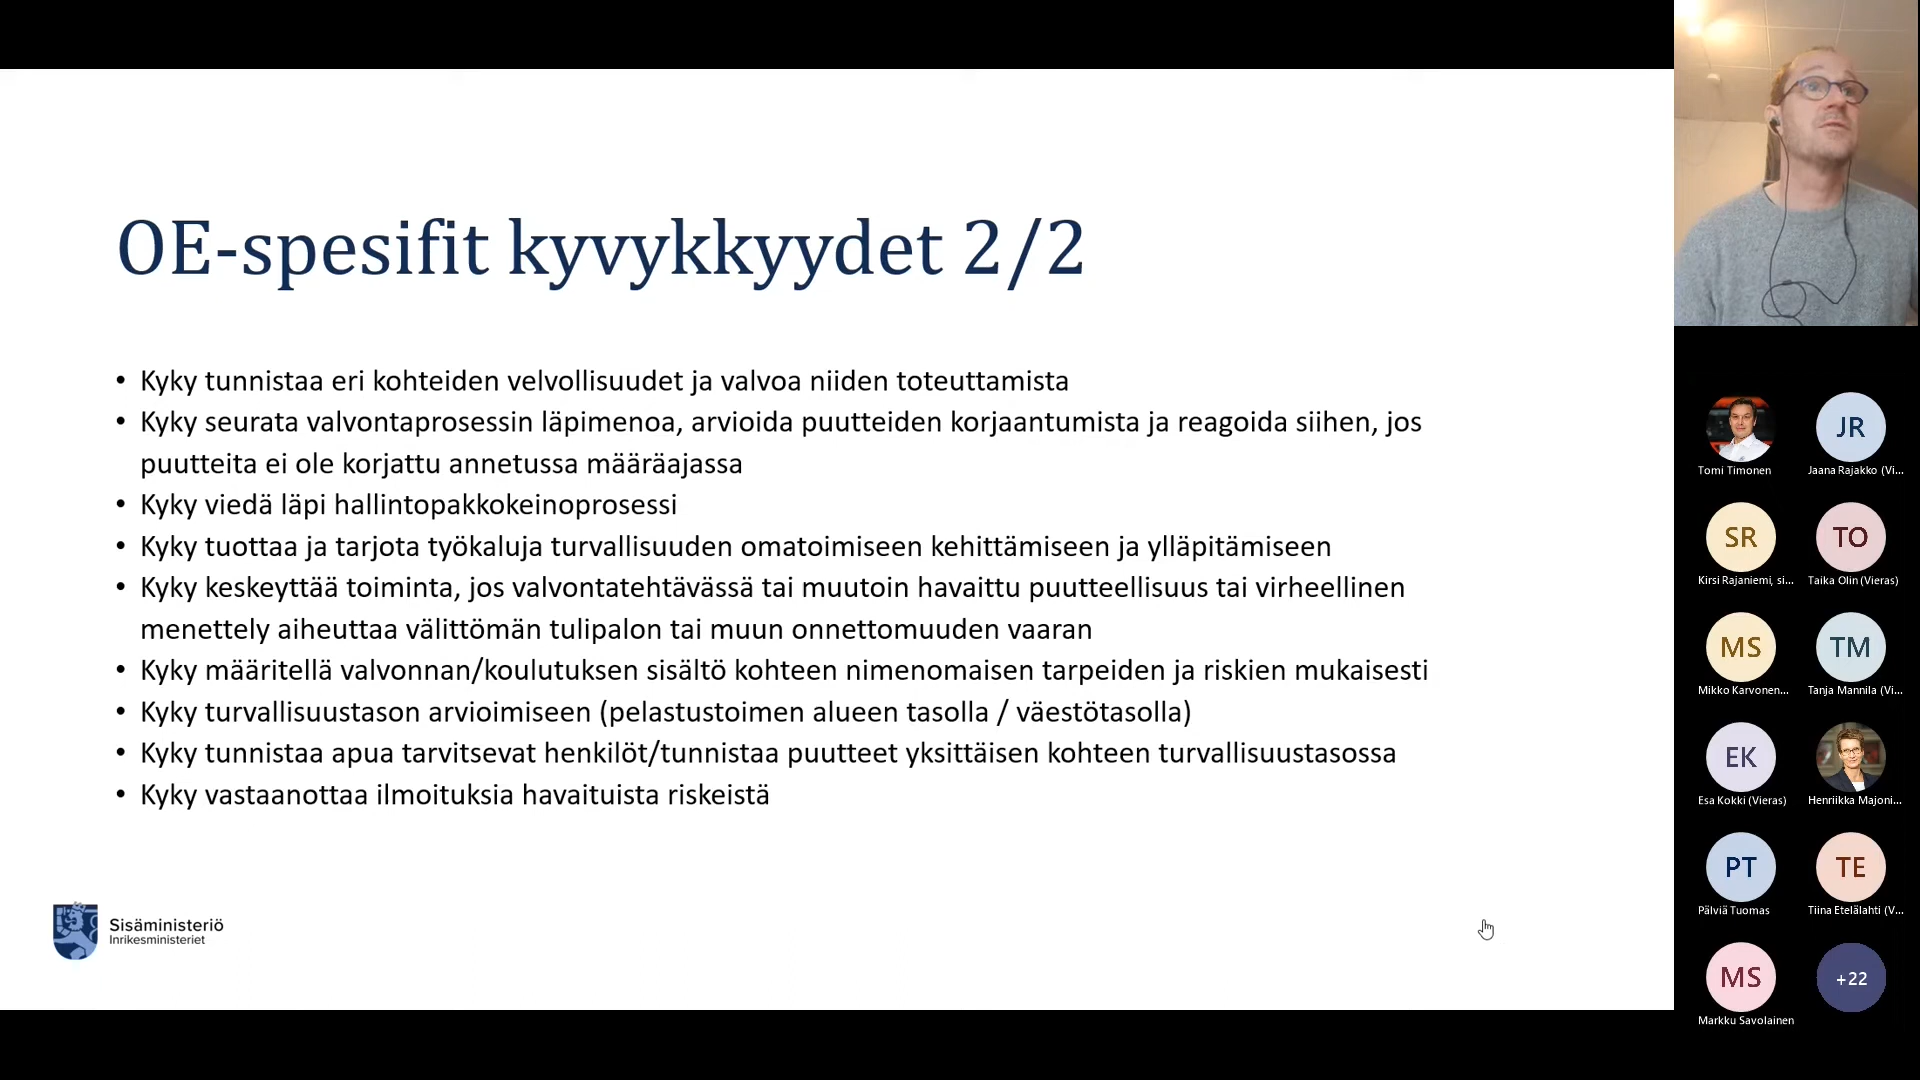 OE-spesifit kyvykkyydet 2/2
• Kyky tunnistaa eri kohteiden velvollisuudet ja valvoa niiden toteuttamista
• Kyky seurata valvontaprosessin läpimenoa, arvioida puutteiden korjaantumista ja reagoida siihen, jos
puutteita ei ole korjattu annetussa määräajassa
• Kyky viedä läpi hallintopakkokeinoprosessi
• Kyky tuottaa ja tarjota työkaluja turvallisuuden omatoimiseen kehittämiseen ja ylläpitämiseen
• Kyky keskeyttää toiminta, jos valvontatehtävässä tai muutoin havaittu puutteellisuus tai virheellinen
menettely aiheuttaa välittömän tulipalon tai muun onnettomuuden vaaran
• Kyky määritellä valvonnan/koulutuksen sisältö kohteen nimenomaisen tarpeiden ja riskien mukaisesti
• Kyky turvallisuustason arvioimiseen (pelastustoimen alueen tasolla / väestötasolla)
• Kyky tunnistaa apua tarvitsevat henkilöt/tunnistaa puutteet yksittäisen kohteen turvallisuustasossa
• Kyky vastaanottaa ilmoituksia havaituista riskeistä
Sisäministeriö
Inrikesministeriet
JR
Tomi Timonen
Jaana Rajakko (Vi...
SR
TO
Kirsi Rajaniemi, si...
Taika Olin (Vieras)
MS
TM
Mikko Karvonen...
Tanja Mannila (Vi...
EK
Esa Kokki (Vieras)
Henriikka Majoni...
PT
TE
Pälviä Tuomas
Tiina Etelälahti (V...
MS
+22
Markku Savolainen